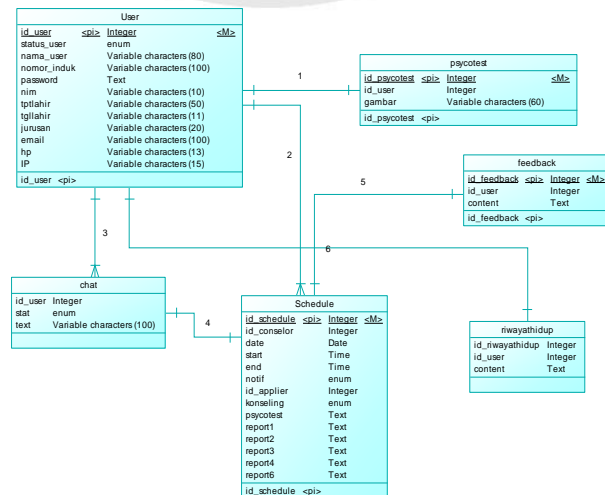 User
id_user <pi> Integer <M>
status_user enum
nama_user Variable characters (80)
nomor_induk Variable characters (100)
password Text
nim Variable characters (10)
tptlahir Variable characters (50)
tgllahir Variable characters (11)
jurusan Variable characters (20)
email Variable characters (100)
hp Variable characters (13)
IP Variable characters (15)
id_user <pi>
1
psycotest
id_psycotest <pi> Integer <M>
id_user Integer
gambar Variable characters (60)
id_psycotest <pi>
2
5
feedback
id_feedback <pi> Integer <M>
id_user Integer
content Text
id_feedback <pi>
3
6
chat
id_user Integer
stat enum
text Variable characters (100)
4
Schedule
id_schedule <pi> Integer <M>
id_conselor Integer
date Date
start Time
end Time
notif enum
id_applier Integer
konseling enum
psycotest Text
report1 Text
report2 Text
report3 Text
report4 Text
report6 Text
id_schedule <pi>
riwayathidup
id_riwayathidup Integer
id_user Integer
content Text